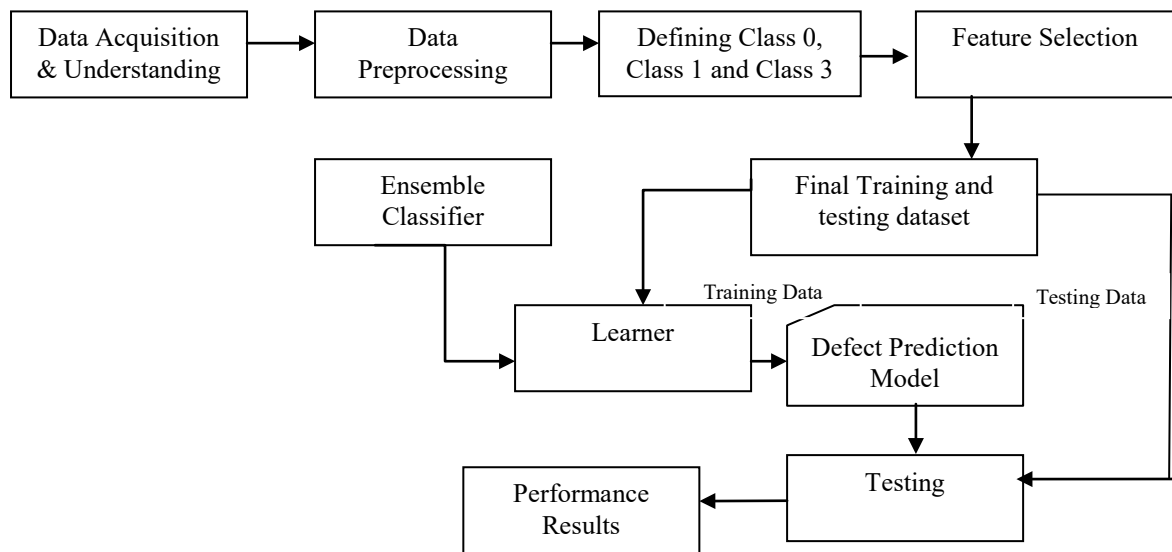 Data Acquisition
& Understanding
Data
Preprocessing
Defining Class 0,
Class 1 and Class 3
Feature Selection
Ensemble
Classifier
Final Training and
testing dataset
Training Data
Testing Data
Learner
Defect Prediction
Model
Performance
Results
Testing